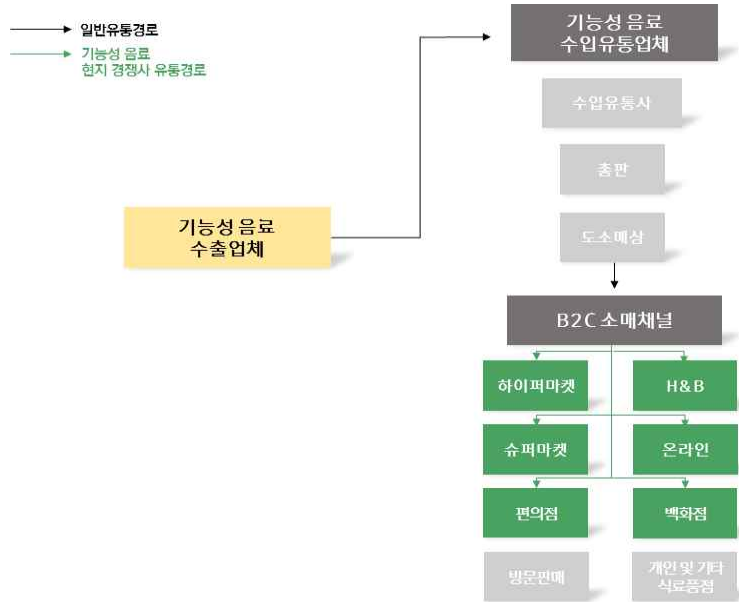 일반유통경로
기능성 음료
현지 경쟁사 유통경로
기능성 음료
수입유통업체
수입유통사
총판
도소매상
기능성 음료
수출업체
B2C 소매채널
하이퍼마켓
H&B
슈퍼마켓
온라인
편의점
백화점
방문판매
개인 및 기타
식료품점